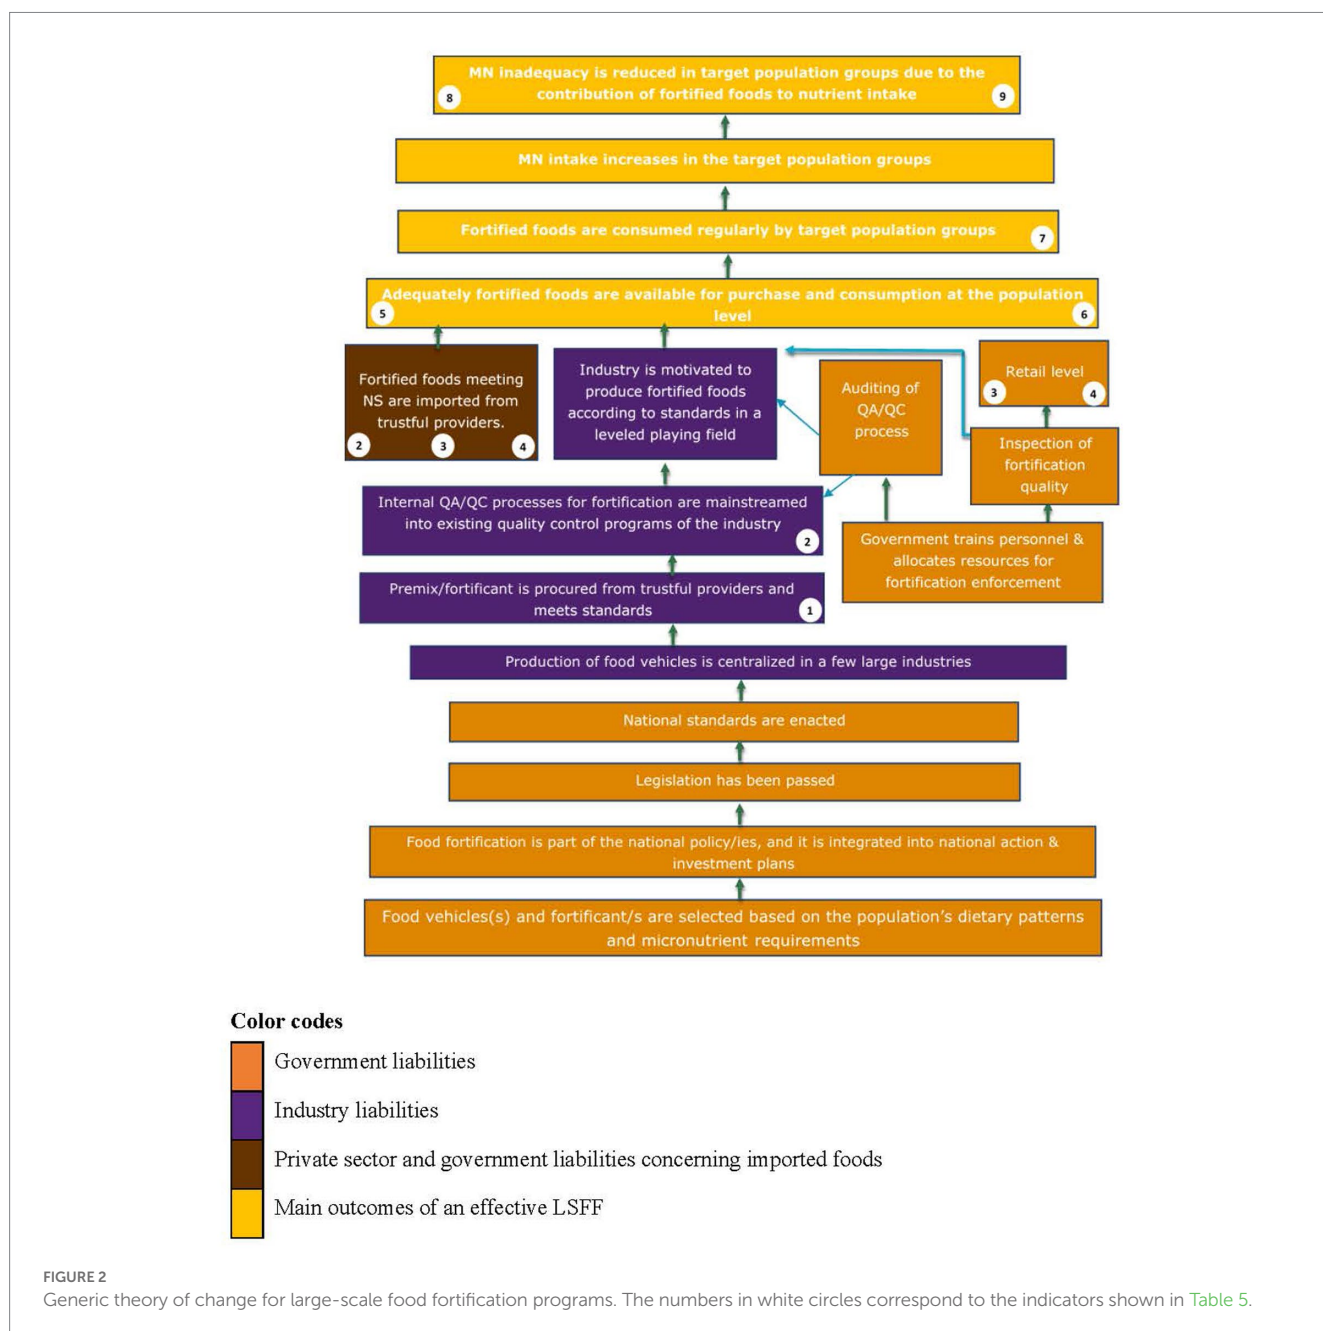 MN inadequacy is reduced in target population groups due to the
contribution of fortified foods to nutrient intake
8
9
MN intake increases in the target population groups
Fortified foods are consumed regularly by target population groups
7
Adequately fortified foods are available for purchase and consumption at the population
level
5
6
Fortified foods meeting
NS are imported from
trustful providers.
2
3
4
Industry is motivated to
produce fortified foods
according to standards in a
leveled playing field
Auditing of
QA/QC
process
Retail level
3
4
Inspection of
fortification
quality
Internal QA/QC processes for fortification are mainstreamed
into existing quality control programs of the industry
2
Government trains personnel &
allocates resources for
fortification enforcement
Premix/fortificant is procured from trustful providers and
meets standards
1
Production of food vehicles is centralized in a few large industries
National standards are enacted
Legislation has been passed
Food fortification is part of the national policy/ies, and it is integrated into national action &
investment plans
Food vehicles(s) and fortificant/s are selected based on the population's dietary patterns
and micronutrient requirements
Color codes
Government liabilities
Industry liabilities
Private sector and government liabilities concerning imported foods
Main outcomes of an effective LSFF
FIGURE 2
Generic theory of change for large-scale food fortification programs. The numbers in white circles correspond to the indicators shown in Table 5.